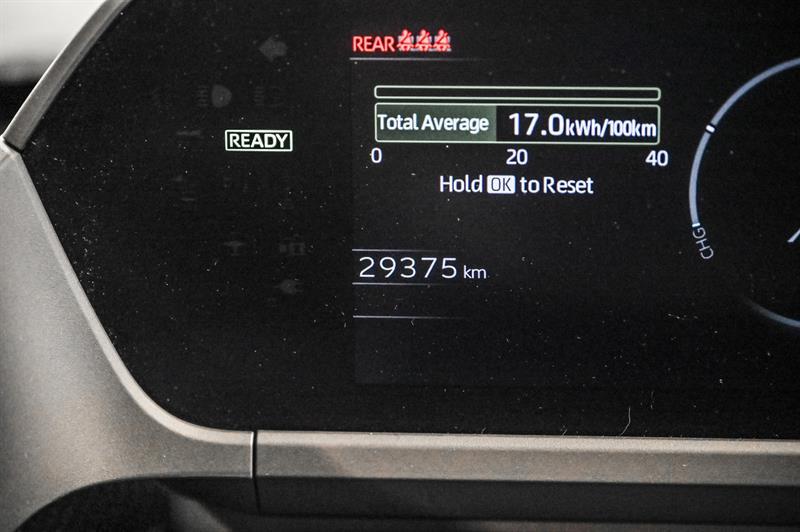 REAR
Total Average 17.0kWh/100km
0 20 40
READY
Hold OK to Reset
29375 km
CHG